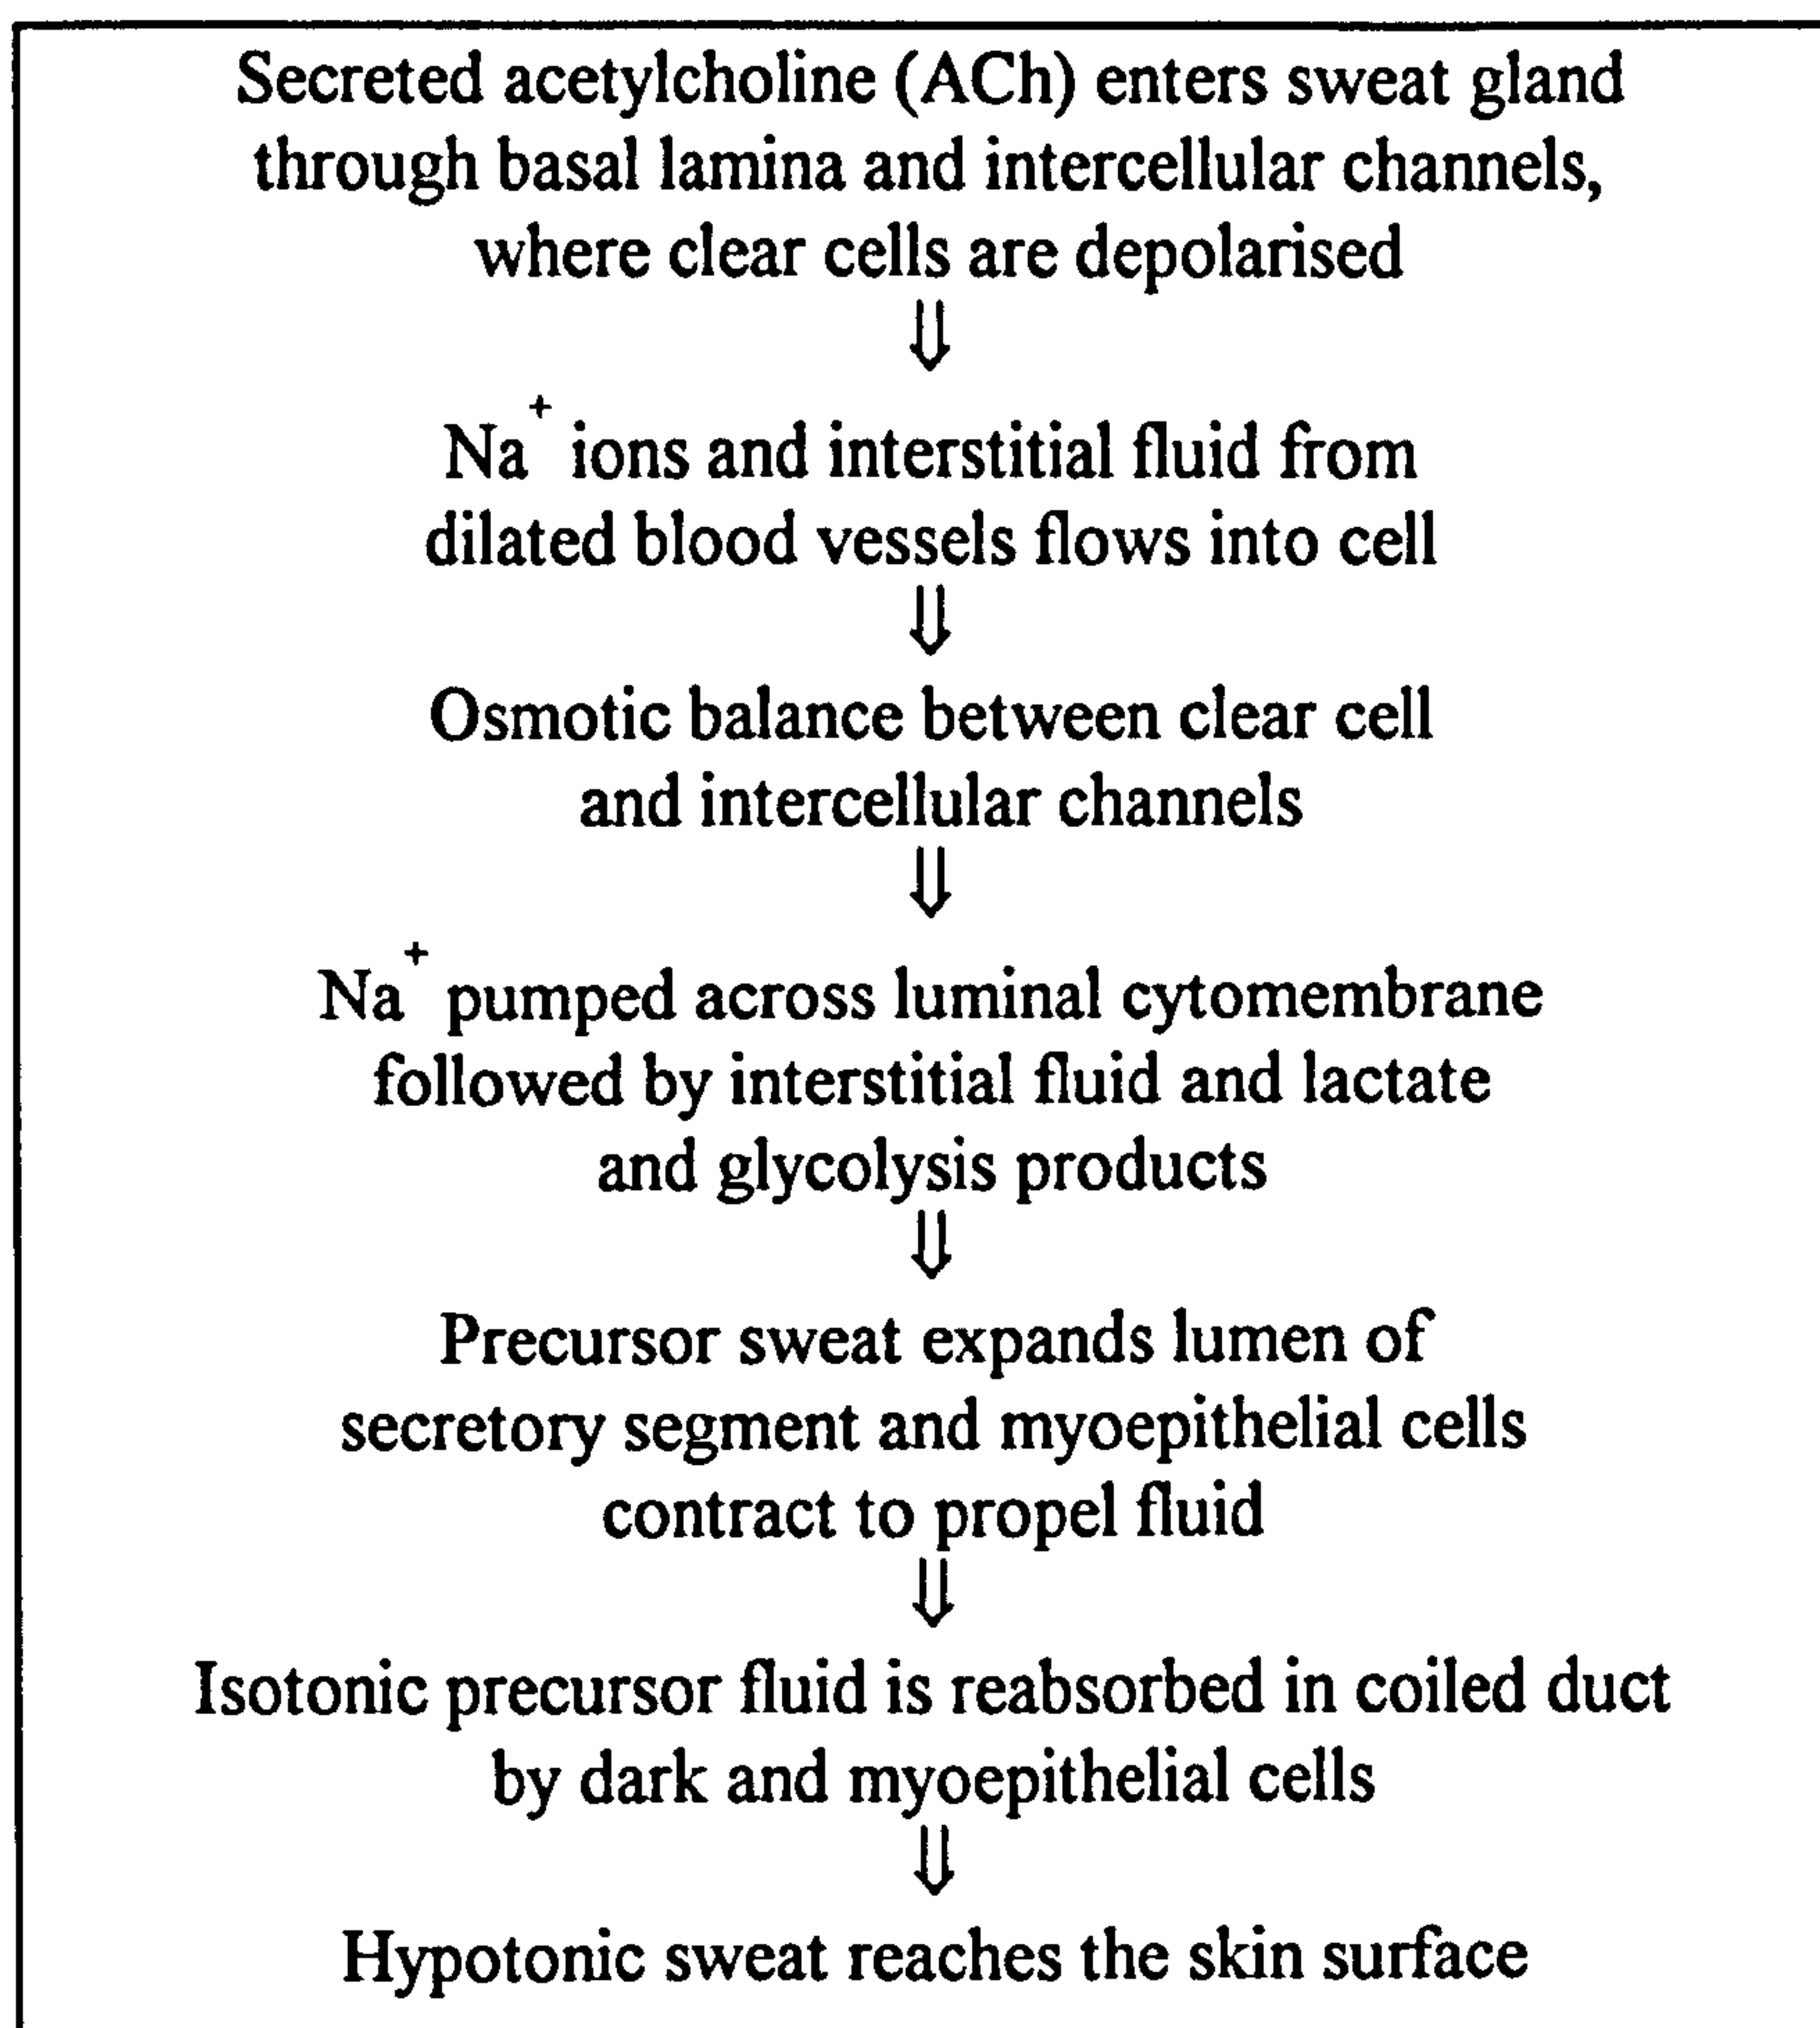 Secreted acetylcholine (ACh) enters sweat gland
through basal lamina and intercellular channels,
where clear cells are depolarised
⇓
Na⁺ ions and interstitial fluid from
dilated blood vessels flows into cell
⇓
Osmotic balance between clear cell
and intercellular channels
⇓
Na⁺ pumped across luminal cytomembrane
followed by interstitial fluid and lactate
and glycolysis products
⇓
Precursor sweat expands lumen of
secretory segment and myoepithelial cells
contract to propel fluid
⇓
Isotonic precursor fluid is reabsorbed in coiled duct
by dark and myoepithelial cells
⇓
Hypotonic sweat reaches the skin surface